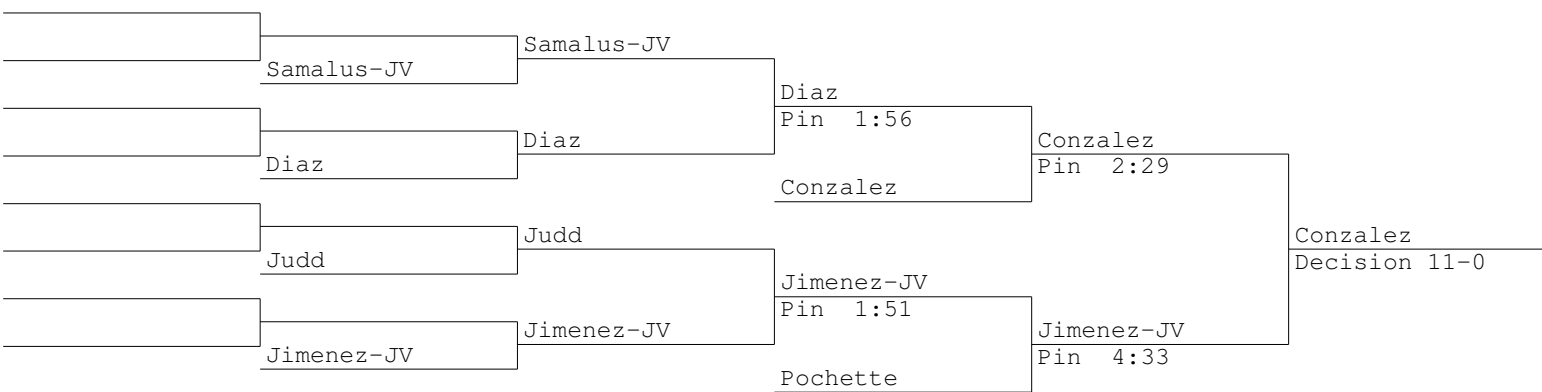 Samalus-JV
Samalus-JV
Diaz
Pin 1:56
Diaz
Diaz
Conzalez
Pin 2:29
Conzalez
Judd
Judd
Conzalez
Decision 11-0
Jimenez-JV
Pin 1:51
Jimenez-JV
Jimenez-JV
Jimenez-JV
Pin 4:33
Pochette